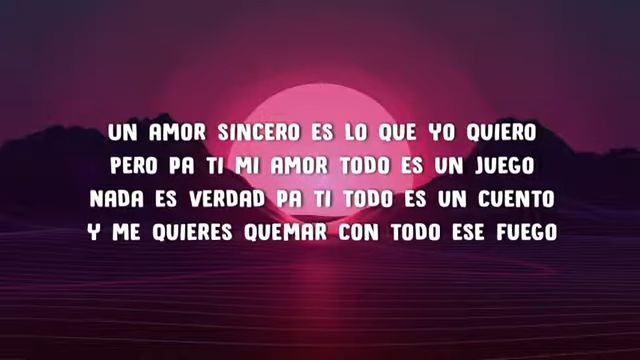 UN AMOR SINCERO ES LO QUE YO QUIERO
PERO PA TI MI AMOR TODO ES UN JUEGO
NADA ES VERDAD PA TI TODO ES UN CUENTO
Y ME QUIERES QUEMAR CON TODO ESE FUEGO